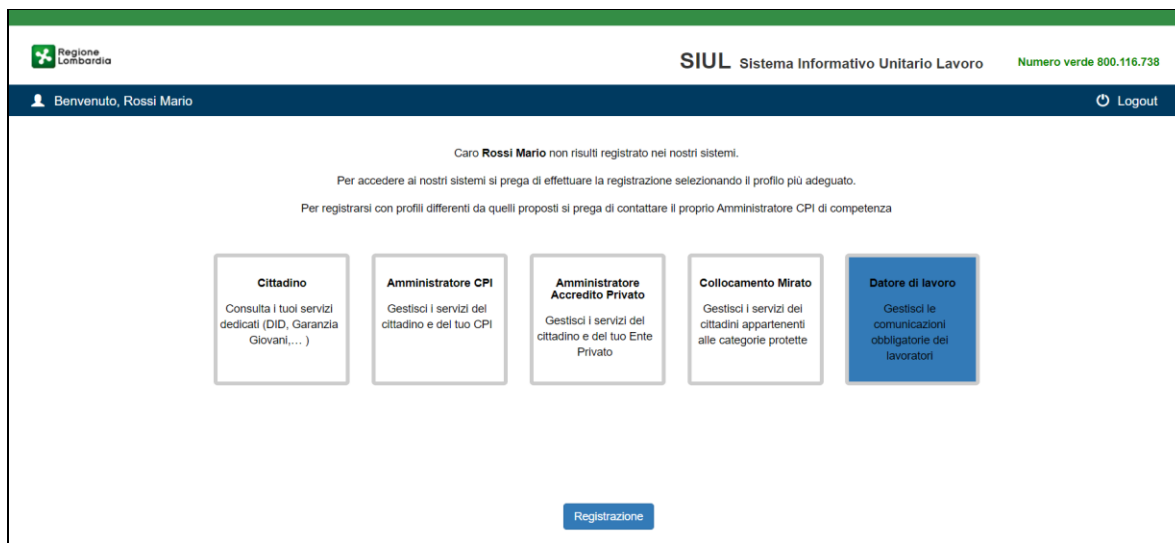 Regione
Lombardia
SIUL Sistema Informativo Unitario Lavoro
Numero verde 800.116.738
Benvenuto, Rossi Mario
Logout
Caro Rossi Mario non risulti registrato nei nostri sistemi.
Per accedere ai nostri sistemi si prega di effettuare la registrazione selezionando il profilo più adeguato.
Per registrarsi con profili differenti da quelli proposti si prega di contattare il proprio Amministratore CPI di competenza
Cittadino
Consulta i tuoi servizi
dedicati (DID, Garanzia
Giovani,... )
Amministratore CPI
Gestisci i servizi del
cittadino e del tuo CPI
Amministratore
Accredito Privato
Gestisci i servizi del
cittadino e del tuo Ente
Privato
Collocamento Mirato
Gestisci i servizi dei
cittadini appartenenti
alle categorie protette
Datore di lavoro
Gestisci le
comunicazioni
obbligatorie dei
lavoratori
Registrazione